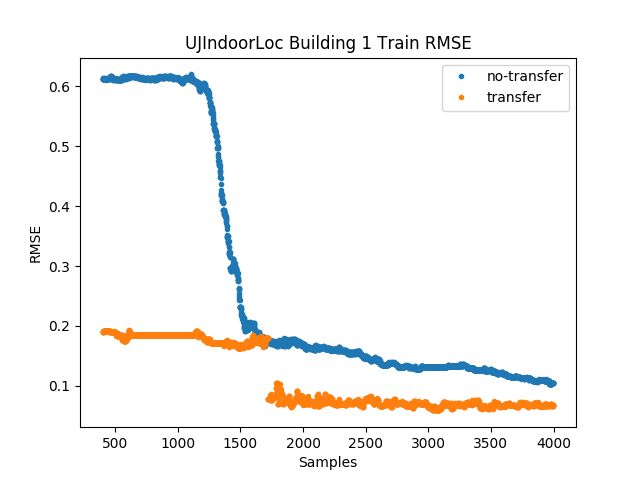 UJIndoorLoc Building 1 Train RMSE
no-transfer
transfer
RMSE
0.6
0.5
0.4
0.3
0.2
0.1
500 1000 1500 2000 2500 3000 3500 4000
Samples